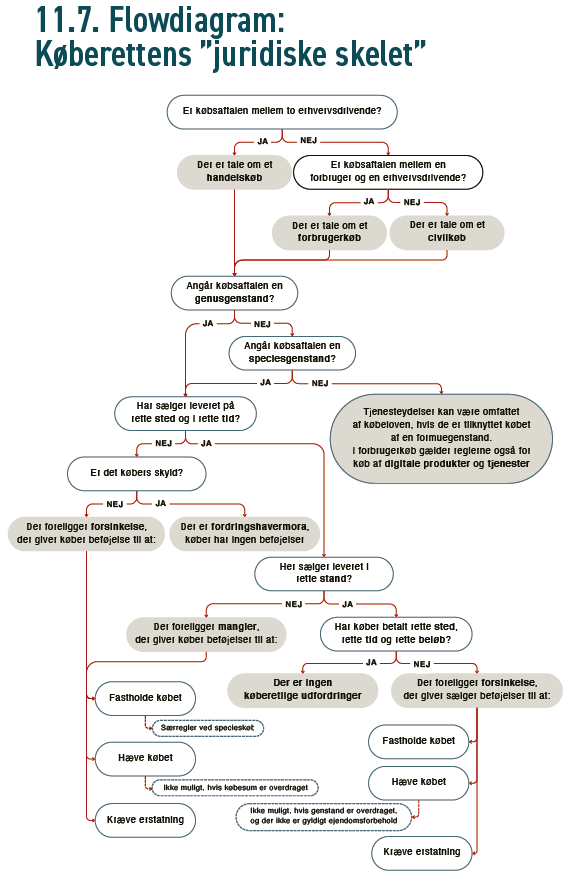 11.7. Flowdiagram:
Køberettens ”juridiske skelet”
Er købsaftalen mellem to erhvervsdrivende?
JA
NEJ
Der er tale om et
handelskøb
Er købsaftalen mellem en
forbruger og en erhvervsdrivende?
JA
NEJ
Der er tale om et
forbrugerkøb
Der er tale om et
civilkøb
Angår købsaftalen en
genusgenstand?
JA
NEJ
Angår købsaftalen en
speciesgenstand?
JA
NEJ
Har sælger leveret på
rette sted og i rette tid?
Tjenesteydelser kan være omfattet
af købeloven, hvis de er tilknyttet købet
af en formuegenstand.
I forbrugerkøb gælder reglerne også for
køb af digitale produkter og tjenester
NEJ
JA
Er det købers skyld?
NEJ
JA
Der foreligger forsinkelse,
der giver køber beføjelse til at:
Der er fordringshavermora,
køber har ingen beføjelser
Her sælger leveret i
rette stand?
NEJ
JA
Der foreligger mangler,
der giver køber beføjelser til at:
Har køber betalt rette sted,
rette tid og rette beløb?
JA
NEJ
Der er ingen
køberetlige udfordringer
Der foreligger forsinkelse,
der giver sælger beføjelser til at:
Fastholde købet
Særregler ved specieskøb
Hæve købet
Ikke muligt, hvis købesum er overdraget
Kræve erstatning
Fastholde købet
Hæve købet
Ikke muligt, hvis genstand er overdraget,
og der ikke er gyldigt ejendomsforbehold
Kræve erstatning